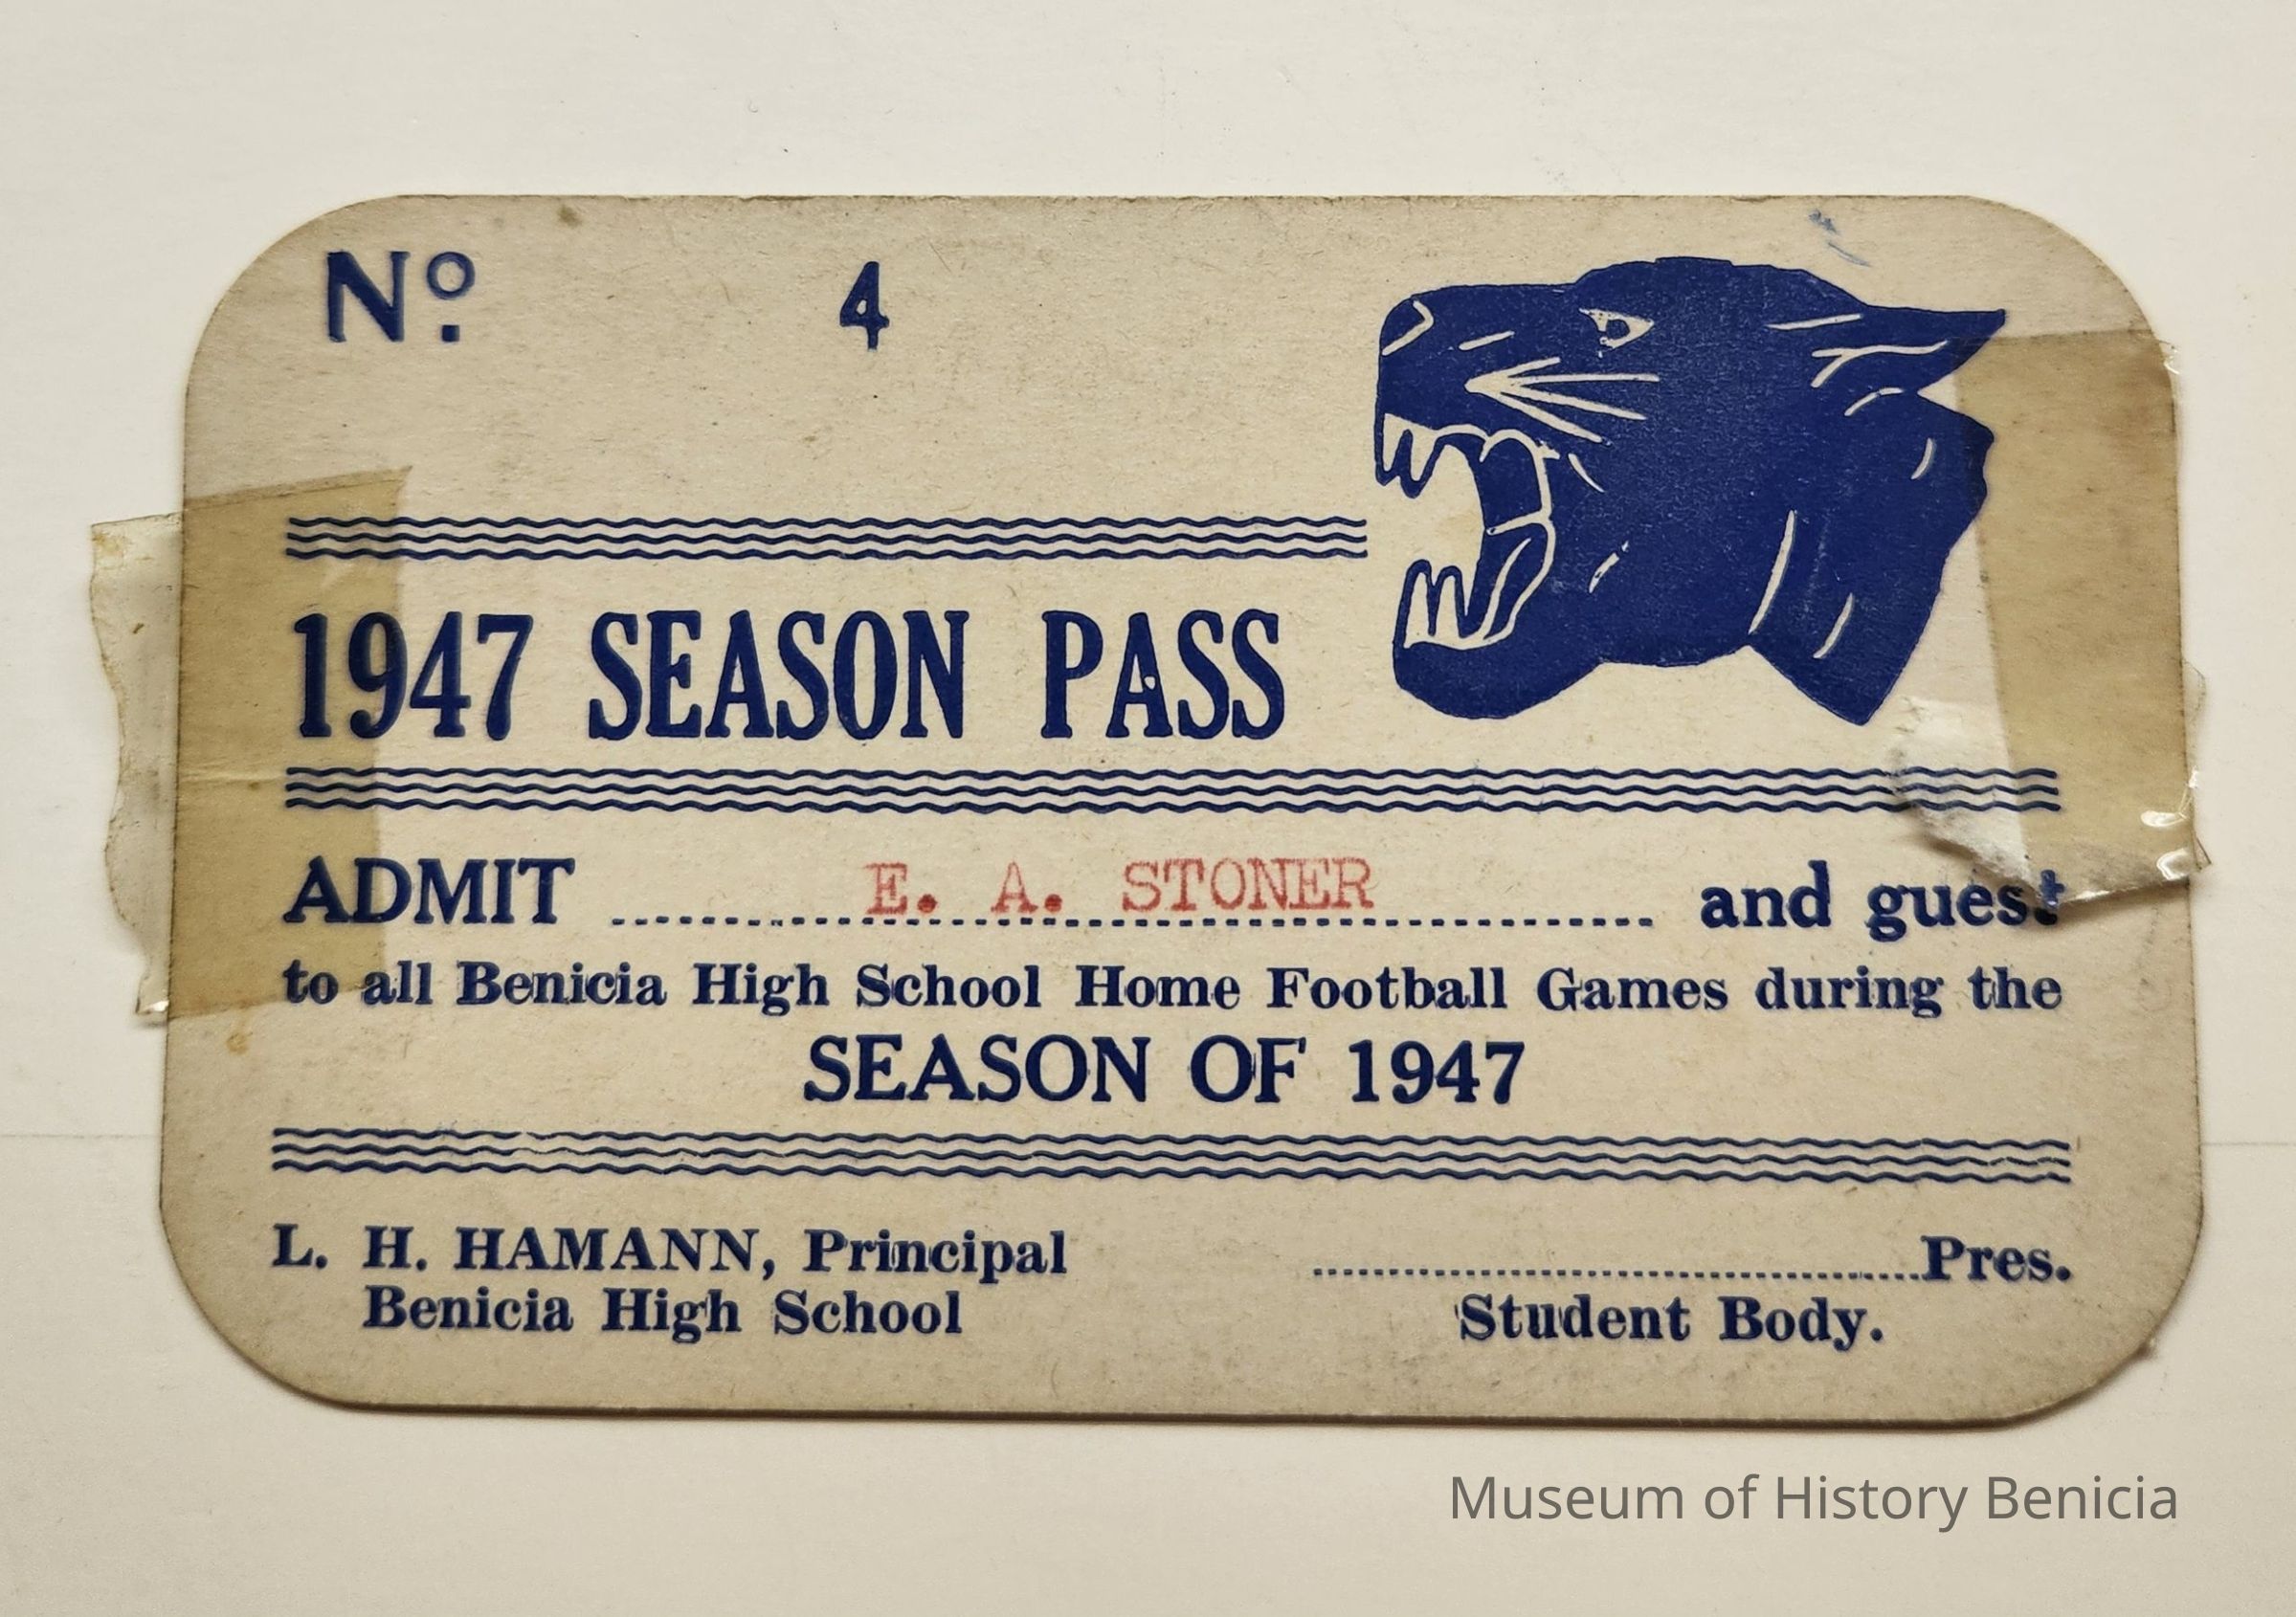 Nº. 4
1947 SEASON PASS
ADMIT E. A. STONER and guest
to all Benicia High School Home Football Games during the
SEASON OF 1947
L. H. HAMANN, Principal
Benicia High School
Pres.
Student Body.
Museum of History Benicia